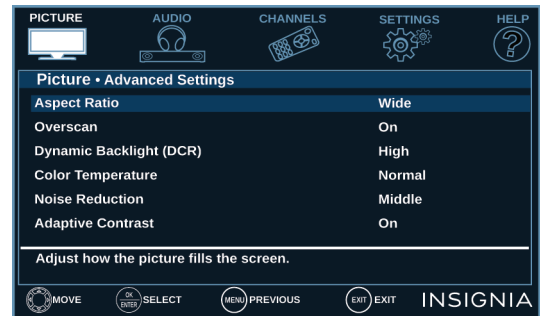 PICTURE AUDIO CHANNELS SETTINGS HELP
Picture • Advanced Settings
Aspect Ratio Wide
Overscan On
Dynamic Backlight (DCR) High
Color Temperature Normal
Noise Reduction Middle
Adaptive Contrast On
Adjust how the picture fills the screen.
MOVE OK ENTER SELECT MENU PREVIOUS EXIT EXIT INSIGNIA